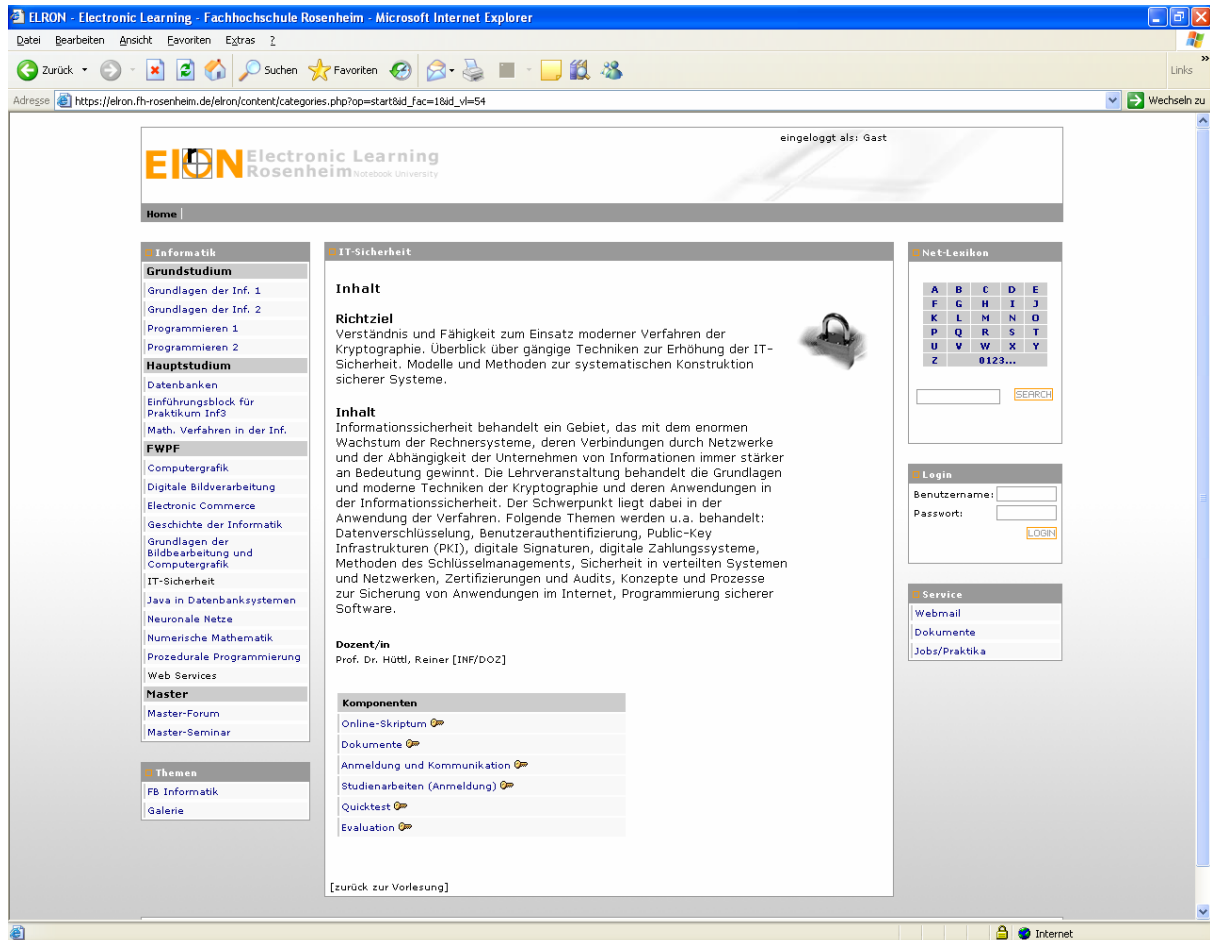 ELRON - Electronic Learning - Fachhochschule Rosenheim - Microsoft Internet Explorer
Datei Bearbeiten Ansicht Favoriten Extras ?
Zurück Suchen Favoriten Links
Adresse https://elron.fh-rosenheim.de/elron/content/categories.php?op=start&id_fac=1&id_vl=54 Wechseln zu
eingeloggt als: Gast
ElrON Electronic Learning
Rosenheim Notebook University
Home
Informatik
Grundstudium
Grundlagen der Inf. 1
Grundlagen der Inf. 2
Programmieren 1
Programmieren 2
Hauptstudium
Datenbanken
Einführungsblock für
Praktikum Inf3
Math. Verfahren in der Inf.
FWPF
Computergrafik
Digitale Bildverarbeitung
Electronic Commerce
Geschichte der Informatik
Grundlagen der
Bildbearbeitung und
Computergrafik
IT-Sicherheit
Java in Datenbanksystemen
Neuronale Netze
Numerische Mathematik
Prozedurale Programmierung
Web Services
Master
Master-Forum
Master-Seminar
Themen
FB Informatik
Galerie
IT-Sicherheit
Inhalt
Richtziel
Verständnis und Fähigkeit zum Einsatz moderner Verfahren der
Kryptographie. Überblick über gängige Techniken zur Erhöhung der IT-
Sicherheit. Modelle und Methoden zur systematischen Konstruktion
sicherer Systeme.
Inhalt
Informationssicherheit behandelt ein Gebiet, das mit dem enormen
Wachstum der Rechnersysteme, deren Verbindungen durch Netzwerke
und der Abhängigkeit der Unternehmen von Informationen immer stärker
an Bedeutung gewinnt. Die Lehrveranstaltung behandelt die Grundlagen
und moderne Techniken der Kryptographie und deren Anwendungen in
der Informationssicherheit. Der Schwerpunkt liegt dabei in der
Anwendung der Verfahren. Folgende Themen werden u.a. behandelt:
Datenverschlüsselung, Benutzerauthentifizierung, Public-Key
Infrastrukturen (PKI), digitale Signaturen, digitale Zahlungssysteme,
Methoden des Schlüsselmanagements, Sicherheit in verteilten Systemen
und Netzwerken, Zertifizierungen und Audits, Konzepte und Prozesse
zur Sicherung von Anwendungen im Internet, Programmierung sicherer
Software.
Dozent/in
Prof. Dr. Hüttl, Reiner [INF/DOZ]
Komponenten
Online-Skriptum
Dokumente
Anmeldung und Kommunikation
Studienarbeiten (Anmeldung)
Quicktest
Evaluation
[zurück zur Vorlesung]
Net-Lexikon
A B C D E
F G H I J
K L M N O
P Q R S T
U V W X Y
Z 0123...
SEARCH
Login
Benutzername:
Passwort:
LOGIN
Service
Webmail
Dokumente
Jobs/Praktika
Internet